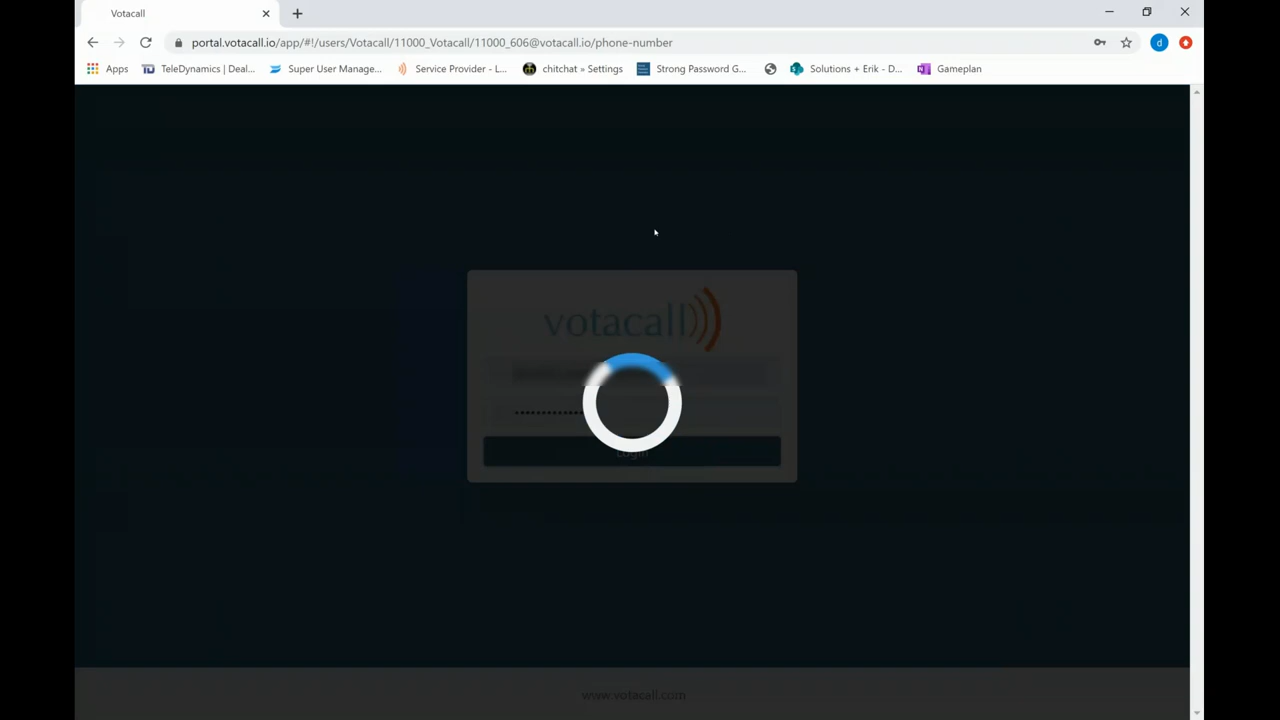 Votacall
portal.votacall.io/app/#!/users/Votacall/11000_Votacall/11000_606@votacall.io/phone-number
d
Apps TeleDynamics | Deal... Super User Manage... Service Provider - L... chitchat » Settings Strong Password G... Solutions + Erik - D... Gameplan
votacall
Login
www.votacall.com